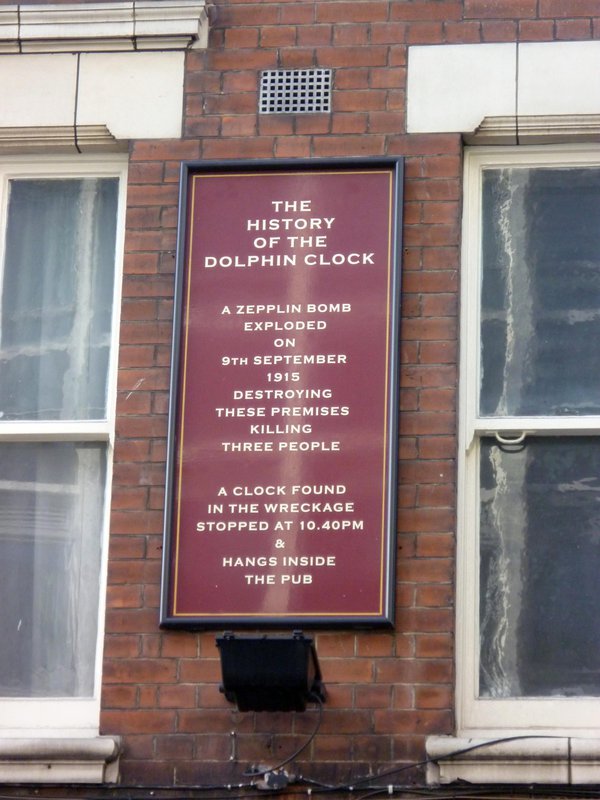 THE
HISTORY
OF THE
DOLPHIN CLOCK
A ZEPPLIN BOMB
EXPLODED
ON
9TH SEPTEMBER
1915
DESTROYING
THESE PREMISES
KILLING
THREE PEOPLE
A CLOCK FOUND
IN THE WRECKAGE
STOPPED AT 10.40PM
&
HANGS INSIDE
THE PUB